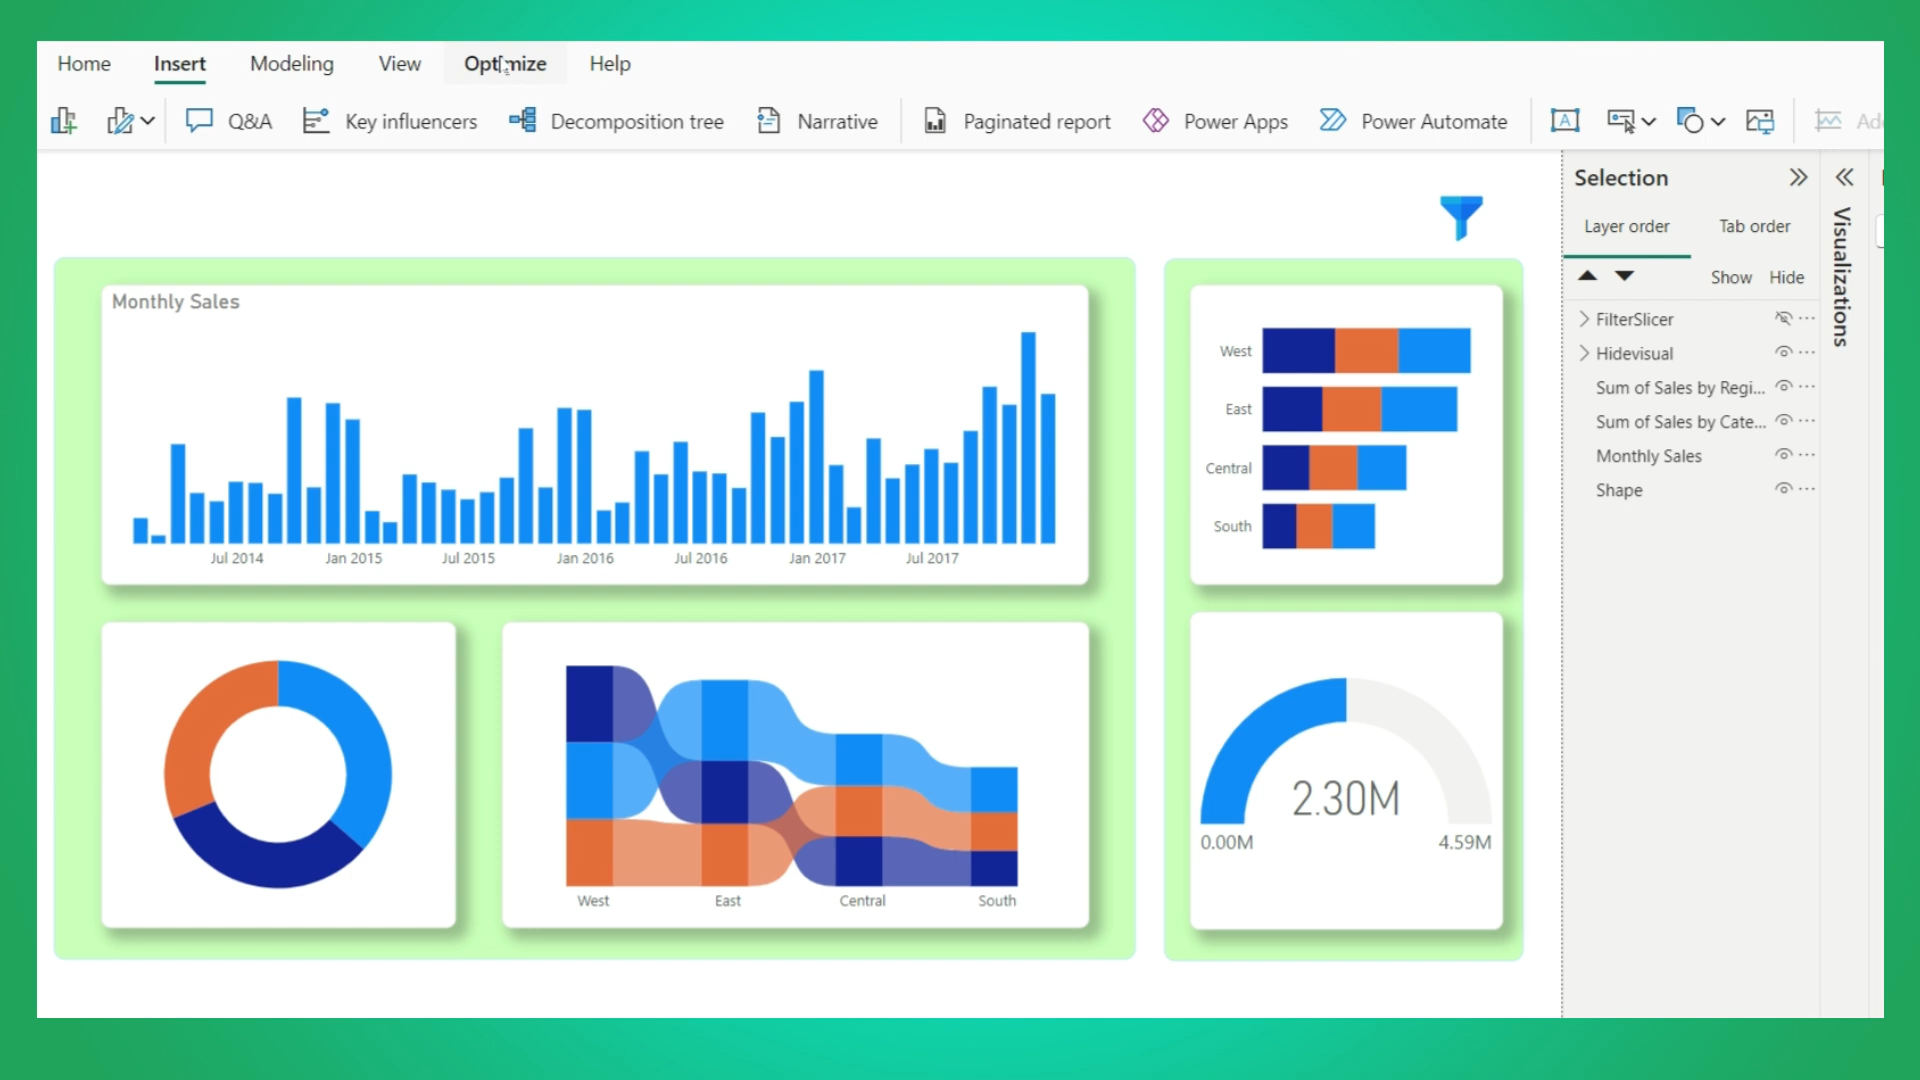 Home Insert Modeling View Optimize Help
Q&A Key influencers Decomposition tree Narrative Paginated report Power Apps Power Automate A
Selection
Layer order Tab order
Show Hide
FilterSlicer
Hidevisual
Sum of Sales by Regi...
Sum of Sales by Cate...
Monthly Sales
Shape
Visualizations
Monthly Sales
Jul 2014 Jan 2015 Jul 2015 Jan 2016 Jul 2016 Jan 2017 Jul 2017
West
East
Central
South
West East Central South
2.30M
0.00M 4.59M